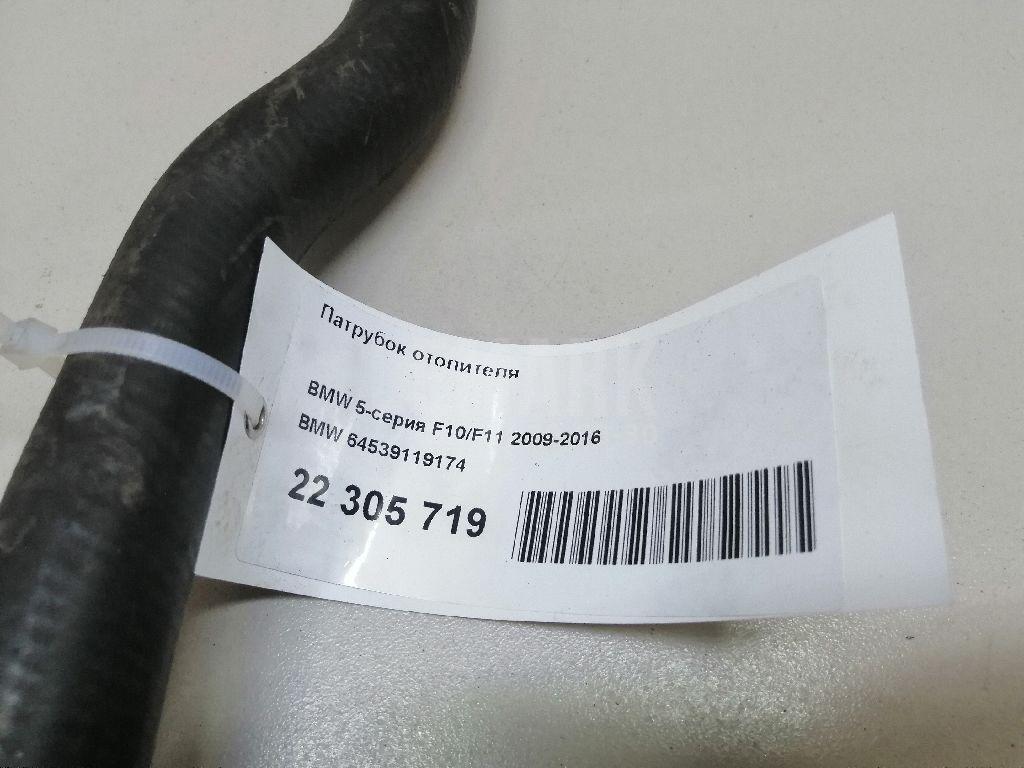 Патрубок отопителя
BMW 5-серия F10/F11 2009-2016
BMW 64539119174
22 305 719